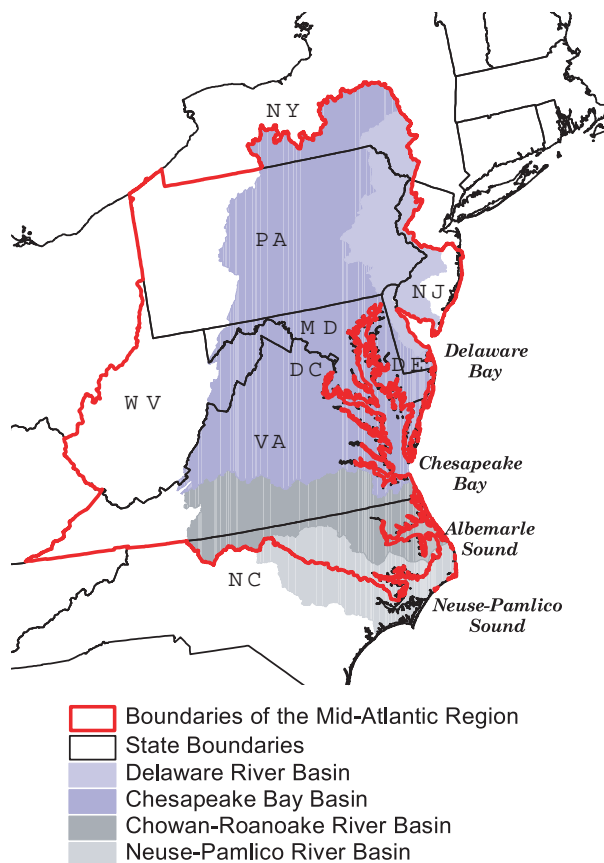 NY
PA
NJ
MD
Delaware
Bay
DC
DE
WV
VA
Chesapeake
Bay
Albemarle
Sound
NC
Neuse-Pamlico
Sound
Boundaries of the Mid-Atlantic Region
State Boundaries
Delaware River Basin
Chesapeake Bay Basin
Chowan-Roanoake River Basin
Neuse-Pamlico River Basin